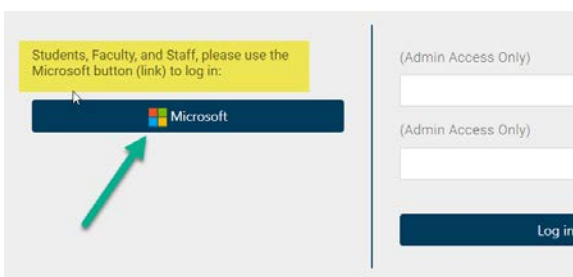 Students, Faculty, and Staff, please use the
Microsoft button (link) to log in:
Microsoft
(Admin Access Only)
(Admin Access Only)
Log in